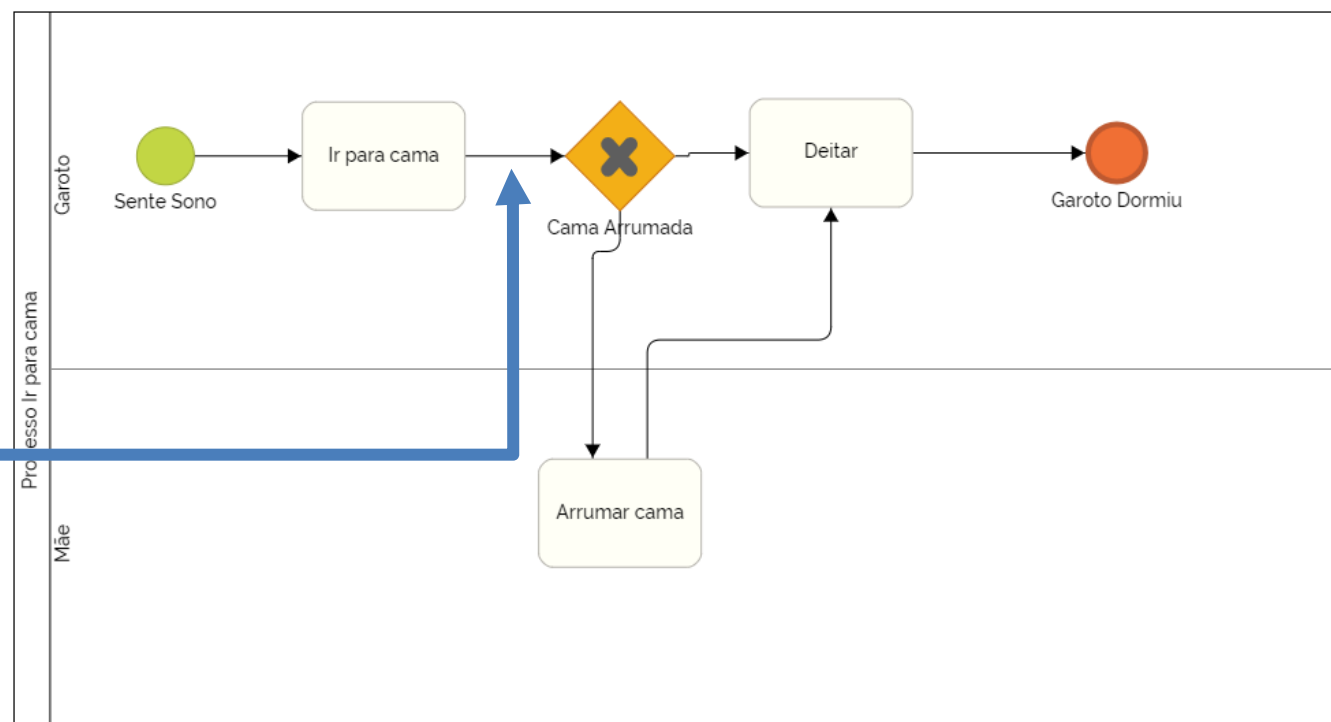 Processo Ir para cama
Garoto
Sente Sono
Ir para cama
Cama Arrumada
Deitar
Garoto Dormiu
Mãe
Arrumar cama